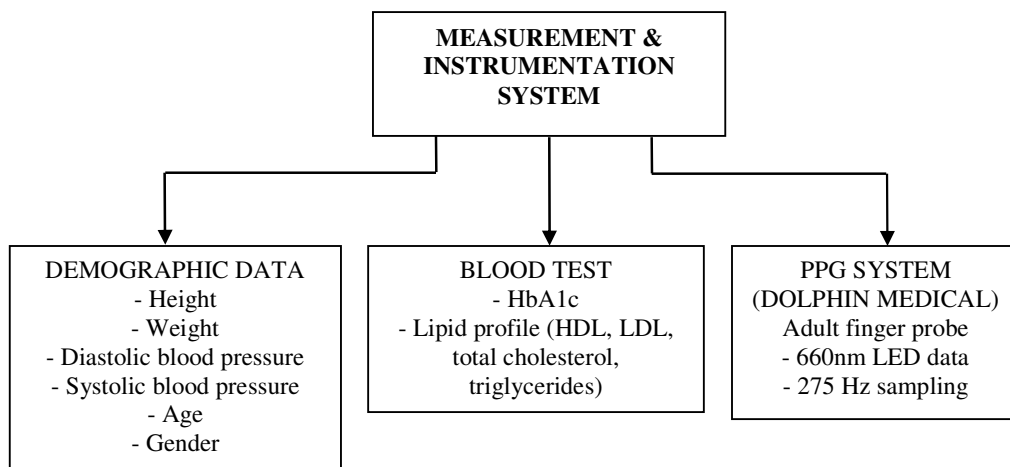 MEASUREMENT &
INSTRUMENTATION
SYSTEM
DEMOGRAPHIC DATA
- Height
- Weight
- Diastolic blood pressure
- Systolic blood pressure
- Age
- Gender
BLOOD TEST
- HbA1c
- Lipid profile (HDL, LDL,
total cholesterol,
triglycerides)
PPG SYSTEM
(DOLPHIN MEDICAL)
Adult finger probe
- 660nm LED data
- 275 Hz sampling